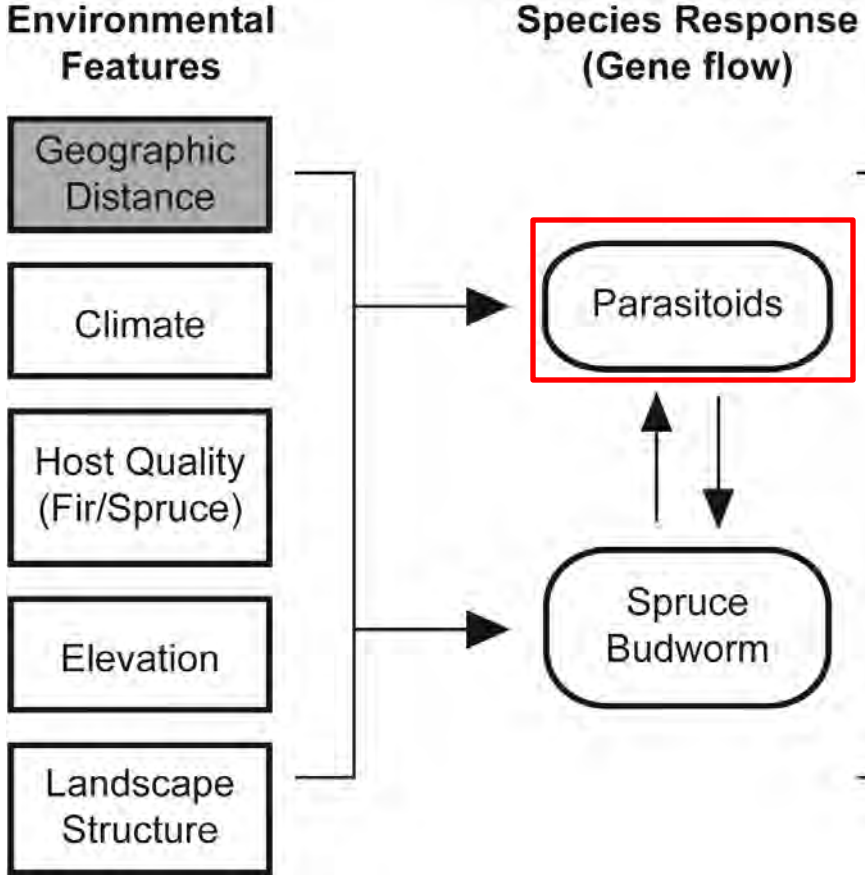 Environmental
Features
Geographic
Distance
Climate
Host Quality
(Fir/Spruce)
Elevation
Landscape
Structure
Species Response
(Gene flow)
Parasitoids
Spruce
Budworm